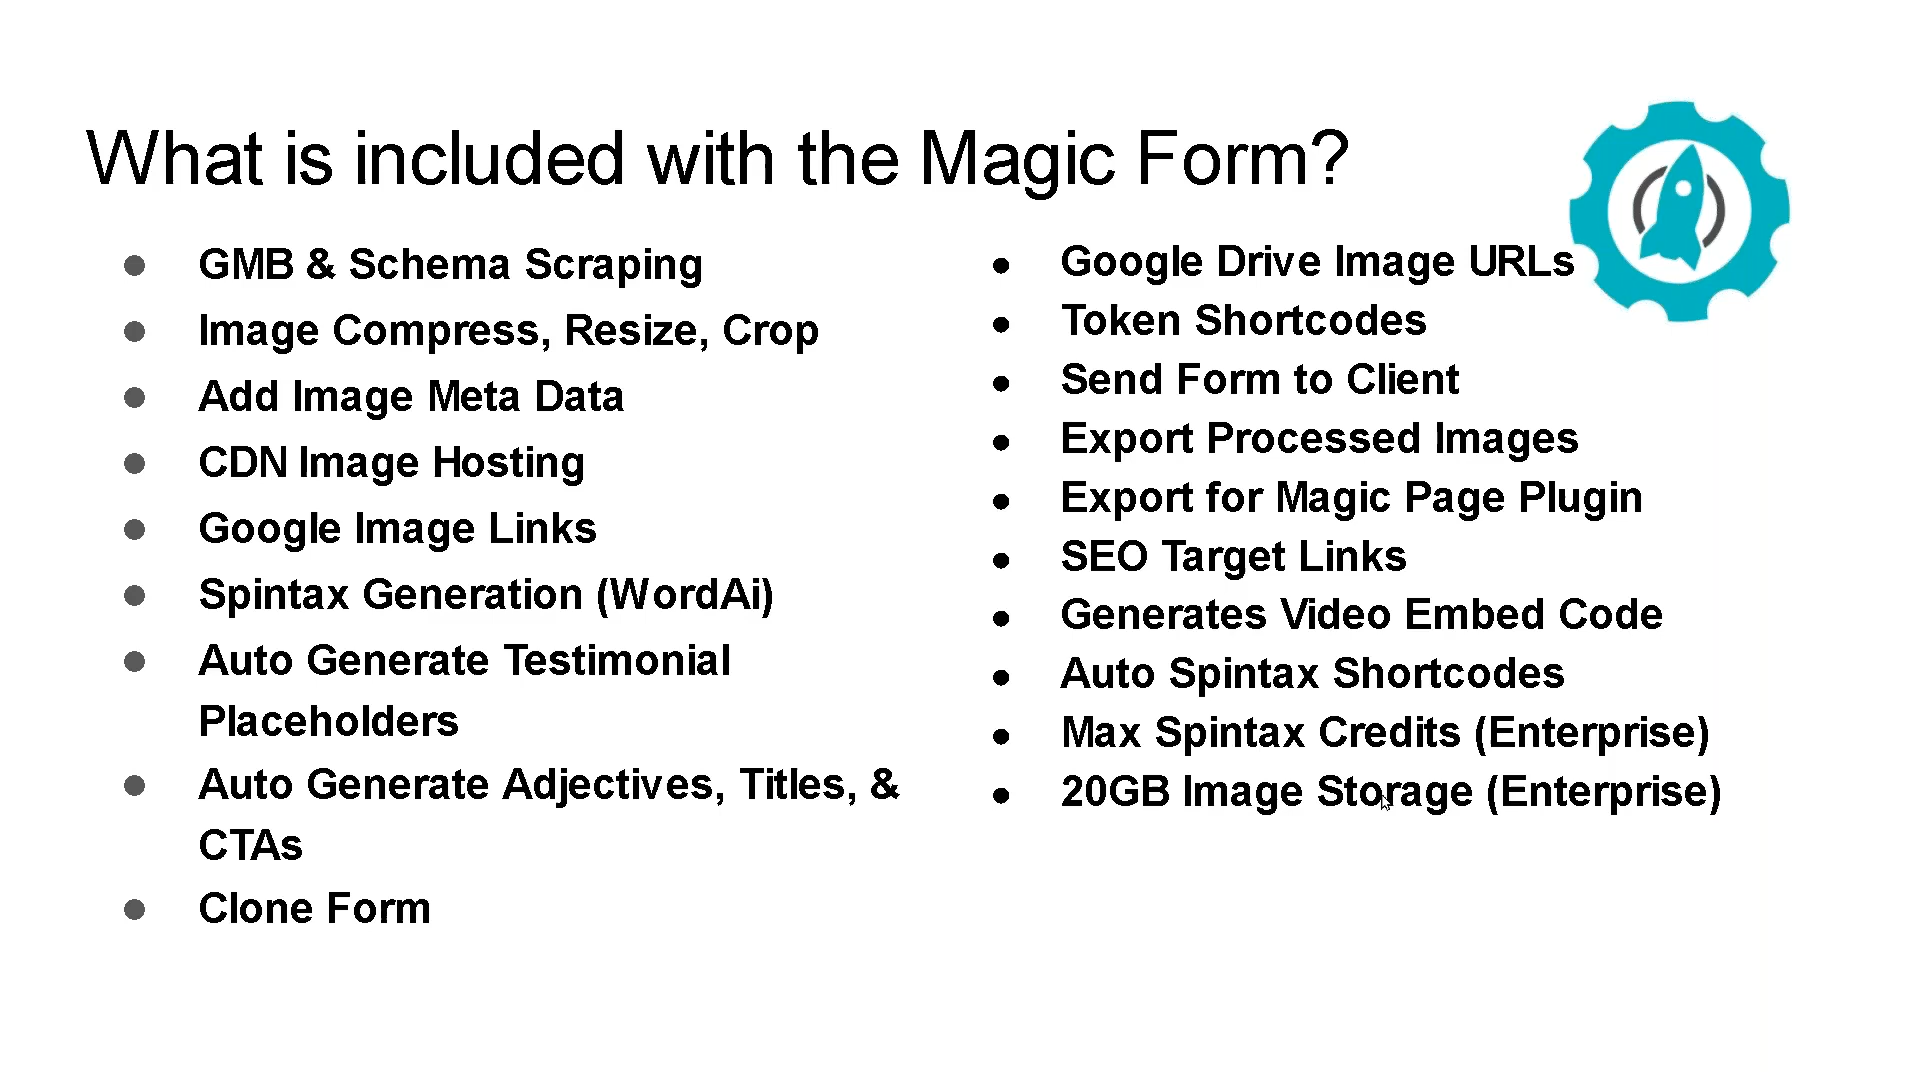 What is included with the Magic Form?
● GMB & Schema Scraping
● Image Compress, Resize, Crop
● Add Image Meta Data
● CDN Image Hosting
● Google Image Links
● Spintax Generation (WordAi)
● Auto Generate Testimonial
Placeholders
● Auto Generate Adjectives, Titles, &
CTAs
● Clone Form
● Google Drive Image URLs
● Token Shortcodes
● Send Form to Client
● Export Processed Images
● Export for Magic Page Plugin
● SEO Target Links
● Generates Video Embed Code
● Auto Spintax Shortcodes
● Max Spintax Credits (Enterprise)
● 20GB Image Storage (Enterprise)